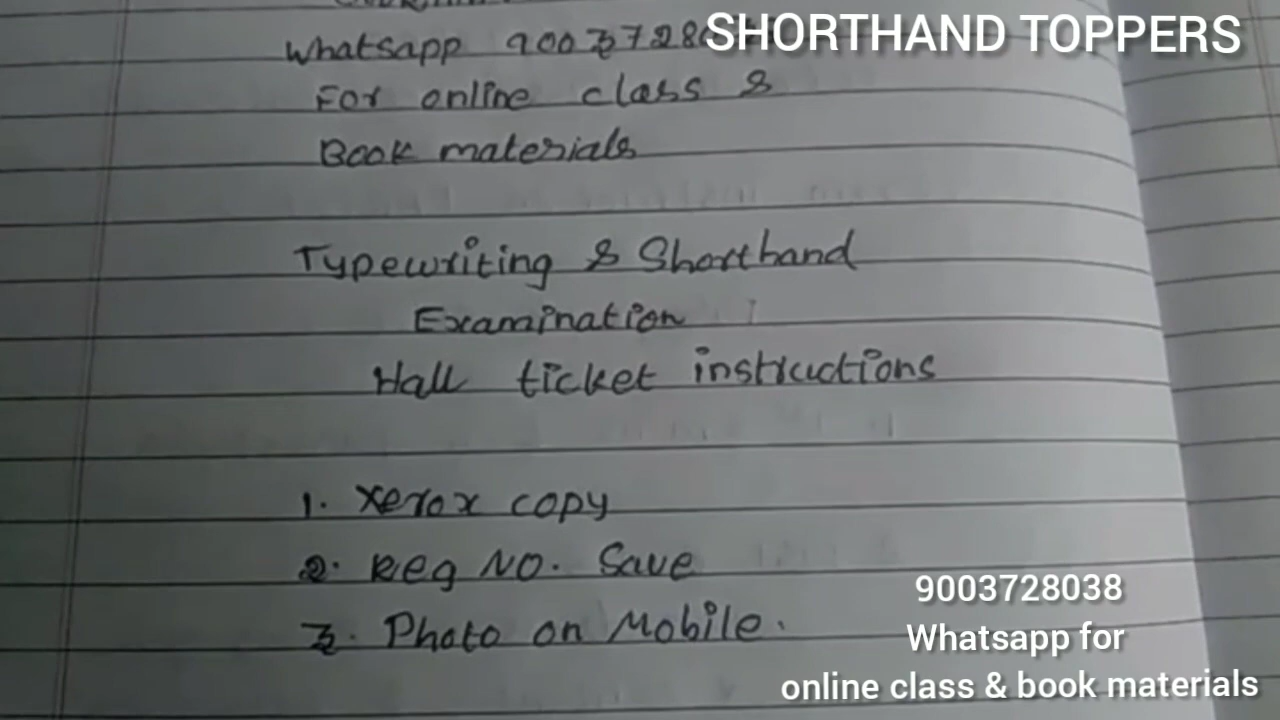 SHORTHAND TOPPERS
Whatsapp 9003728
For online class &
Book materials
Typewriting & Shorthand
Examination
Hall ticket instructions
1. Xerox copy
2. Reg No. Save
3. Photo on Mobile.
9003728038
Whatsapp for
online class & book materials